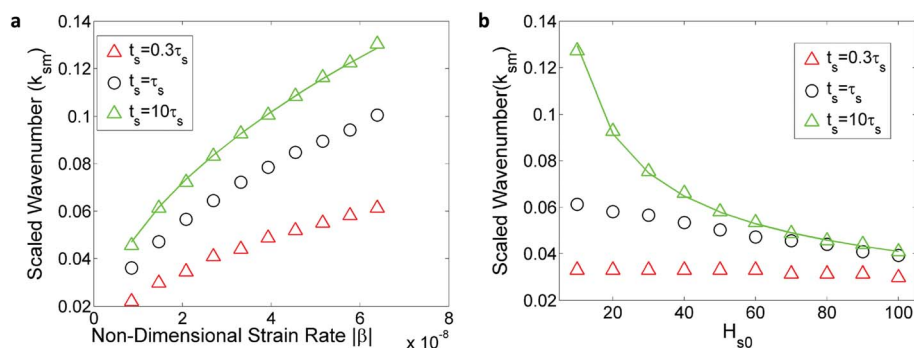 a
0.14
0.12
0.1
0.08
0.06
0.04
0.02
Scaled Wavenumber (k_sm)
t_s=0.3τ_s
t_s=τ_s
t_s=10τ_s
0 2 4 6 8
Non-Dimensional Strain Rate |β|
x 10^-8
b
0.14
0.12
0.1
0.08
0.06
0.04
0.02
Scaled Wavenumber(k_sm)
t_s=0.3τ_s
t_s=τ_s
t_s=10τ_s
0 20 40 60 80 100
H_s0